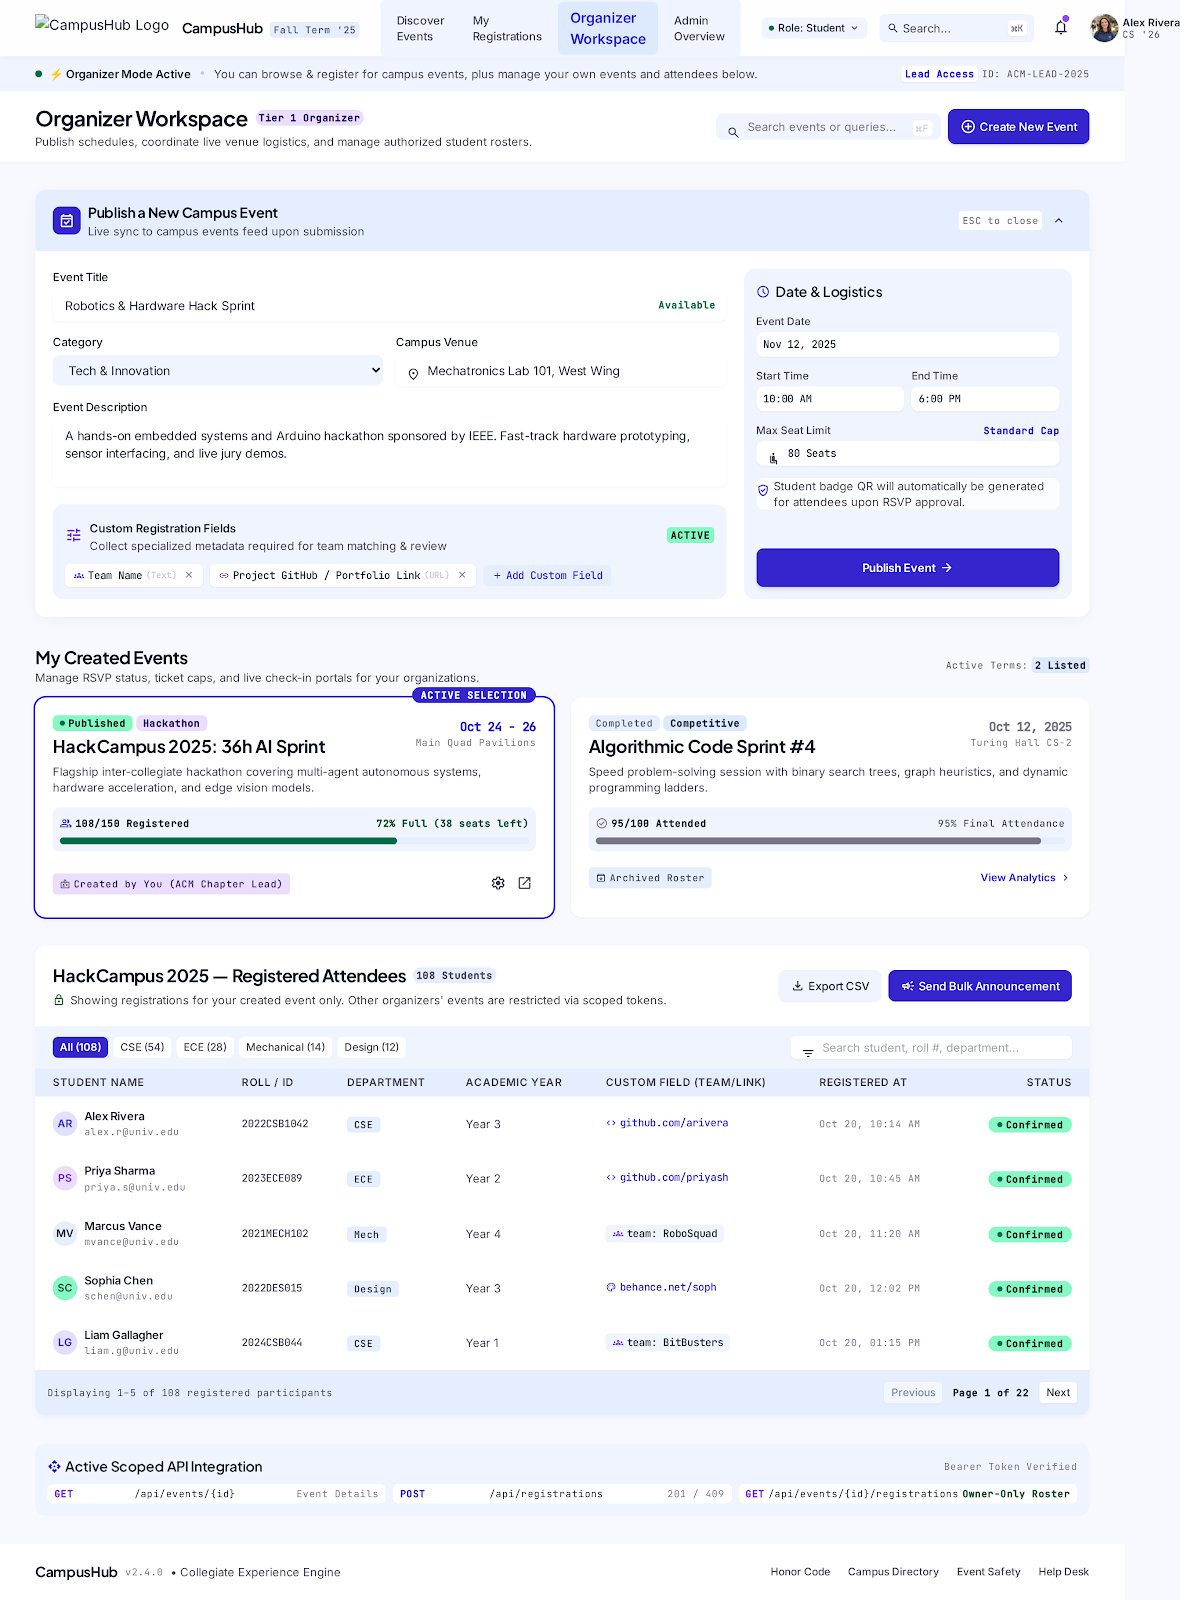 CampusHub Logo CampusHub Fall Term '25
Discover Events
My Registrations
Organizer Workspace
Admin Overview
Role: Student
Search... ⌘K
Alex Rivera
CS '26
⚡ Organizer Mode Active • You can browse & register for campus events, plus manage your own events and attendees below.
Lead Access ID: ACM-LEAD-2025
Organizer Workspace Tier 1 Organizer
Publish schedules, coordinate live venue logistics, and manage authorized student rosters.
Search events or queries... ⌘F
Create New Event
Publish a New Campus Event
Live sync to campus events feed upon submission
ESC to close
Event Title
Robotics & Hardware Hack Sprint Available
Category
Tech & Innovation
Campus Venue
Mechatronics Lab 101, West Wing
Event Description
A hands-on embedded systems and Arduino hackathon sponsored by IEEE. Fast-track hardware prototyping,
sensor interfacing, and live jury demos.
Custom Registration Fields
Collect specialized metadata required for team matching & review
ACTIVE
Team Name (Text) ✕
Project GitHub / Portfolio Link (URL) ✕
+ Add Custom Field
Date & Logistics
Event Date
Nov 12, 2025
Start Time
10:00 AM
End Time
6:00 PM
Max Seat Limit Standard Cap
80 Seats
Student badge QR will automatically be generated
for attendees upon RSVP approval.
Publish Event →
My Created Events
Manage RSVP status, ticket caps, and live check-in portals for your organizations.
Active Terms: 2 Listed
ACTIVE SELECTION
Published Hackathon
Oct 24 - 26
HackCampus 2025: 36h AI Sprint
Main Quad Pavilions
Flagship inter-collegiate hackathon covering multi-agent autonomous systems,
hardware acceleration, and edge vision models.
108/150 Registered 72% Full (38 seats left)
Created by You (ACM Chapter Lead)
Completed Competitive
Oct 12, 2025
Algorithmic Code Sprint #4
Turing Hall CS-2
Speed problem-solving session with binary search trees, graph heuristics, and dynamic
programming ladders.
95/100 Attended 95% Final Attendance
Archived Roster
View Analytics
HackCampus 2025 — Registered Attendees 108 Students
Showing registrations for your created event only. Other organizers' events are restricted via scoped tokens.
Export CSV
Send Bulk Announcement
All (108) CSE (54) ECE (28) Mechanical (14) Design (12)
Search student, roll #, department...
STUDENT NAME ROLL / ID DEPARTMENT ACADEMIC YEAR CUSTOM FIELD (TEAM/LINK) REGISTERED AT STATUS
AR Alex Rivera alex.r@univ.edu 2022CSB1042 CSE Year 3 github.com/arivera Oct 20, 10:14 AM Confirmed
PS Priya Sharma priya.s@univ.edu 2023ECE089 ECE Year 2 github.com/priyash Oct 20, 10:45 AM Confirmed
MV Marcus Vance mvance@univ.edu 2021MECH102 Mech Year 4 team: RoboSquad Oct 20, 11:20 AM Confirmed
SC Sophia Chen schen@univ.edu 2022DES015 Design Year 3 behance.net/soph Oct 20, 12:02 PM Confirmed
LG Liam Gallagher liam.g@univ.edu 2024CSB044 CSE Year 1 team: BitBusters Oct 20, 01:15 PM Confirmed
Displaying 1-5 of 108 registered participants
Previous Page 1 of 22 Next
Active Scoped API Integration
Bearer Token Verified
GET /api/events/{id} Event Details
POST /api/registrations 201 / 409
GET /api/events/{id}/registrations Owner-Only Roster
CampusHub v2.4.0 • Collegiate Experience Engine
Honor Code Campus Directory Event Safety Help Desk